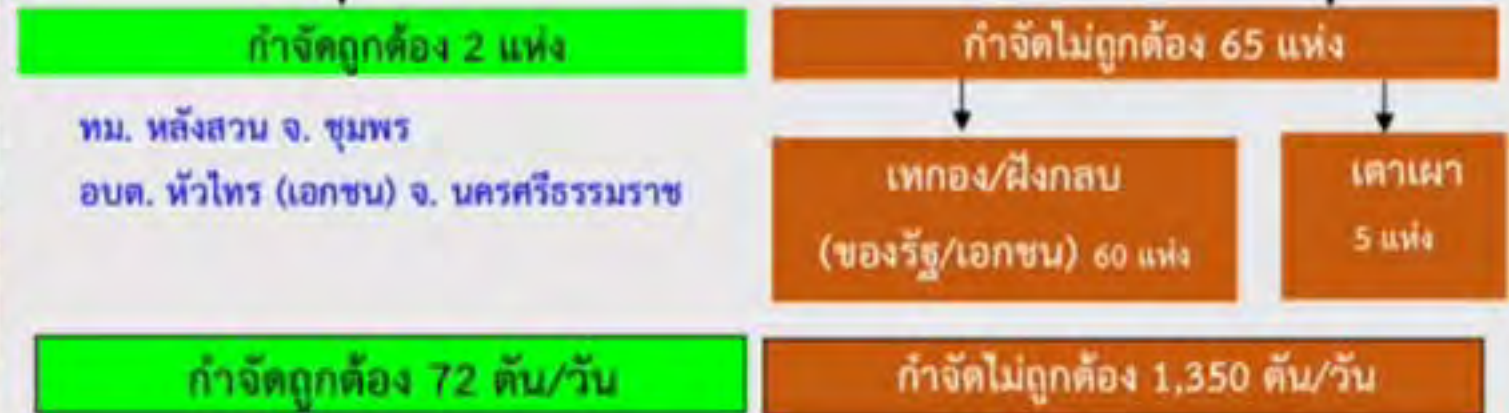 กำจัดถูกต้อง 2 แห่ง
ทม. หลังสวน จ. ชุมพร
อบต. หัวไทร (เอกชน) จ. นครศรีธรรมราช
กำจัดไม่ถูกต้อง 65 แห่ง
เทกอง/ฝังกลบ
(ของรัฐ/เอกชน) 60 แห่ง
เตาเผา
5 แห่ง
กำจัดถูกต้อง 72 ตัน/วัน
กำจัดไม่ถูกต้อง 1,350 ตัน/วัน